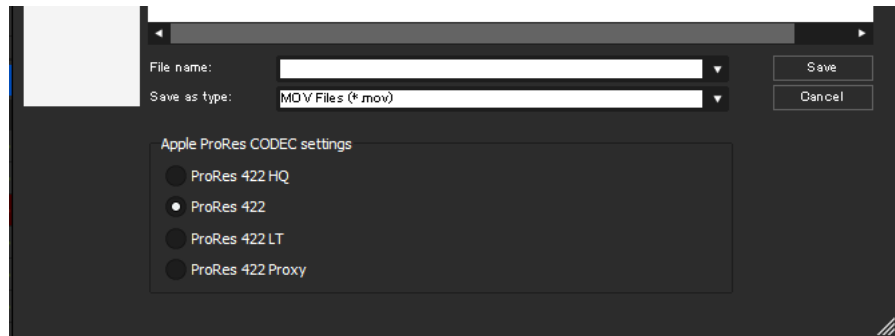 File name:
Save
Save as type:
MOV Files (*.mov)
Cancel
Apple ProRes CODEC settings
ProRes 422 HQ
ProRes 422
ProRes 422 LT
ProRes 422 Proxy